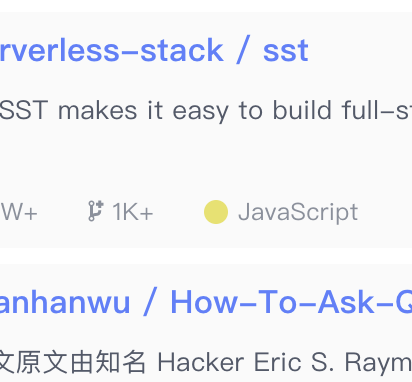 rverless-stack / sst
SST makes it easy to build full-st
W+ 1K+ JavaScript
anhanwu / How-To-Ask-Q
文原文由知名 Hacker Eric S. Raym